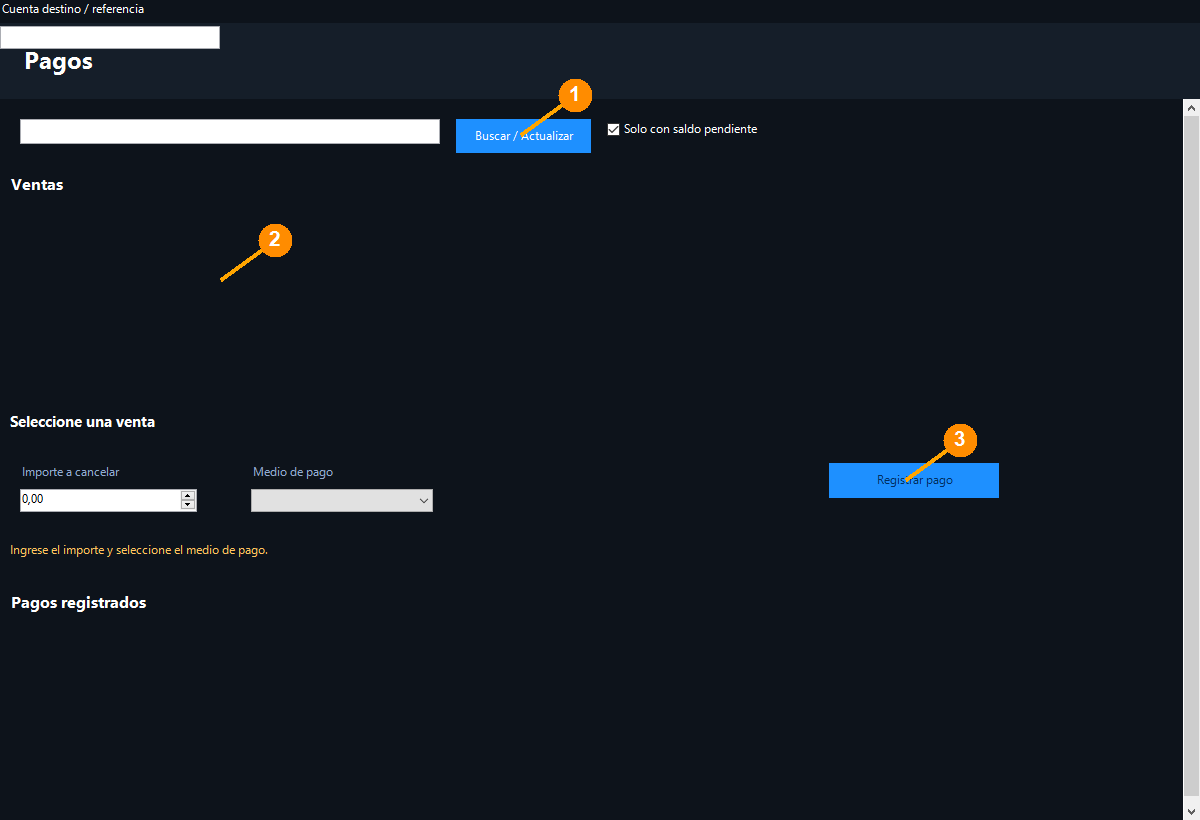 Cuenta destino / referencia
Pagos
1
Buscar / Actualizar
Solo con saldo pendiente
Ventas
2
Seleccione una venta
3
Importe a cancelar
Medio de pago
Registrar pago
0,00
Ingrese el importe y seleccione el medio de pago.
Pagos registrados